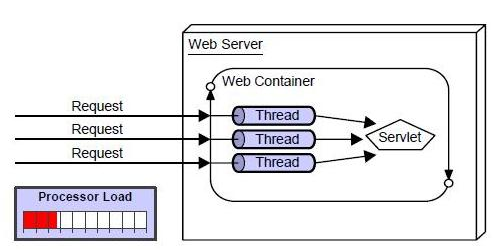 Web Server
Web Container
Request
Thread
Request
Thread
Servlet
Request
Thread
Processor Load